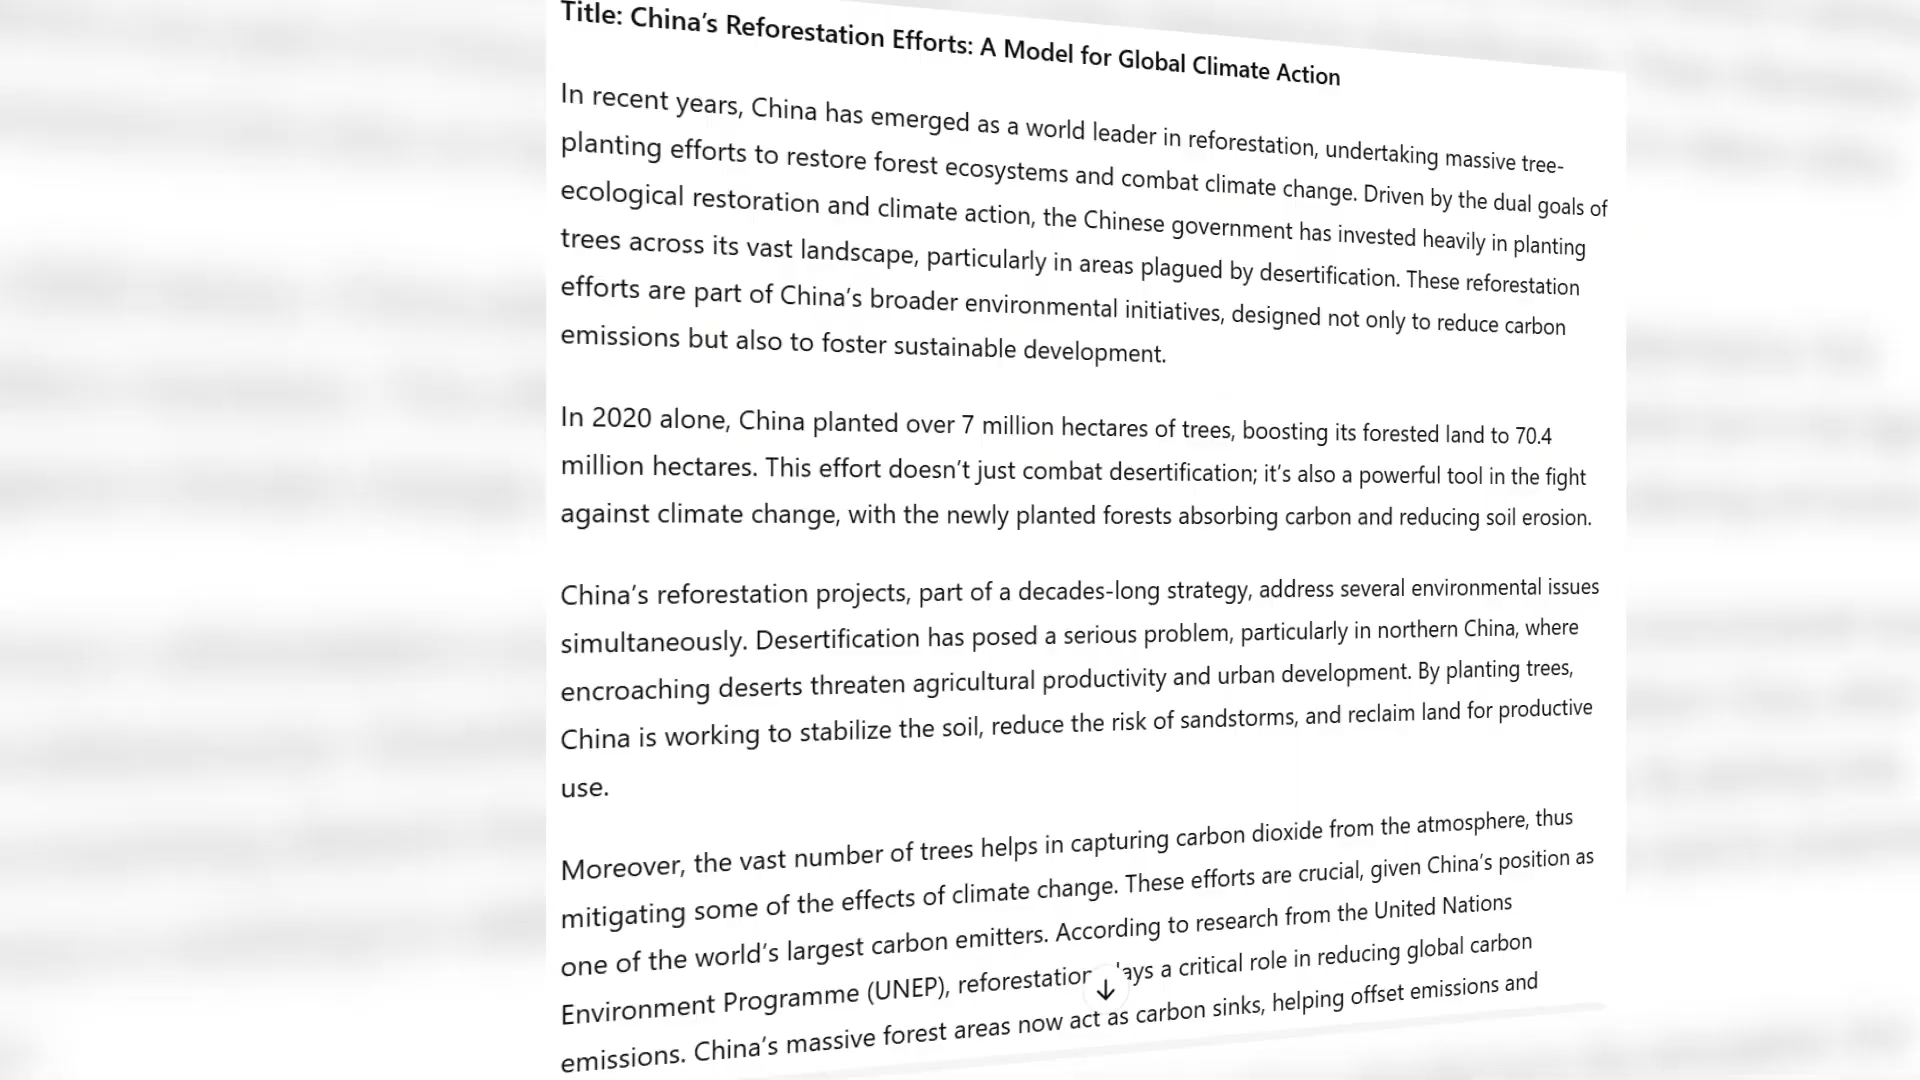 Title: China’s Reforestation Efforts: A Model for Global Climate Action
In recent years, China has emerged as a world leader in reforestation, undertaking massive tree-
planting efforts to restore forest ecosystems and combat climate change. Driven by the dual goals of
ecological restoration and climate action, the Chinese government has invested heavily in planting
trees across its vast landscape, particularly in areas plagued by desertification. These reforestation
efforts are part of China’s broader environmental initiatives, designed not only to reduce carbon
emissions but also to foster sustainable development.
In 2020 alone, China planted over 7 million hectares of trees, boosting its forested land to 70.4
million hectares. This effort doesn’t just combat desertification; it’s also a powerful tool in the fight
against climate change, with the newly planted forests absorbing carbon and reducing soil erosion.
China’s reforestation projects, part of a decades-long strategy, address several environmental issues
simultaneously. Desertification has posed a serious problem, particularly in northern China, where
encroaching deserts threaten agricultural productivity and urban development. By planting trees,
China is working to stabilize the soil, reduce the risk of sandstorms, and reclaim land for productive
use.
Moreover, the vast number of trees helps in capturing carbon dioxide from the atmosphere, thus
mitigating some of the effects of climate change. These efforts are crucial, given China’s position as
one of the world’s largest carbon emitters. According to research from the United Nations
Environment Programme (UNEP), reforestation a critical role in reducing global carbon
emissions. China’s massive forest areas now act as carbon sinks, helping offset emissions and